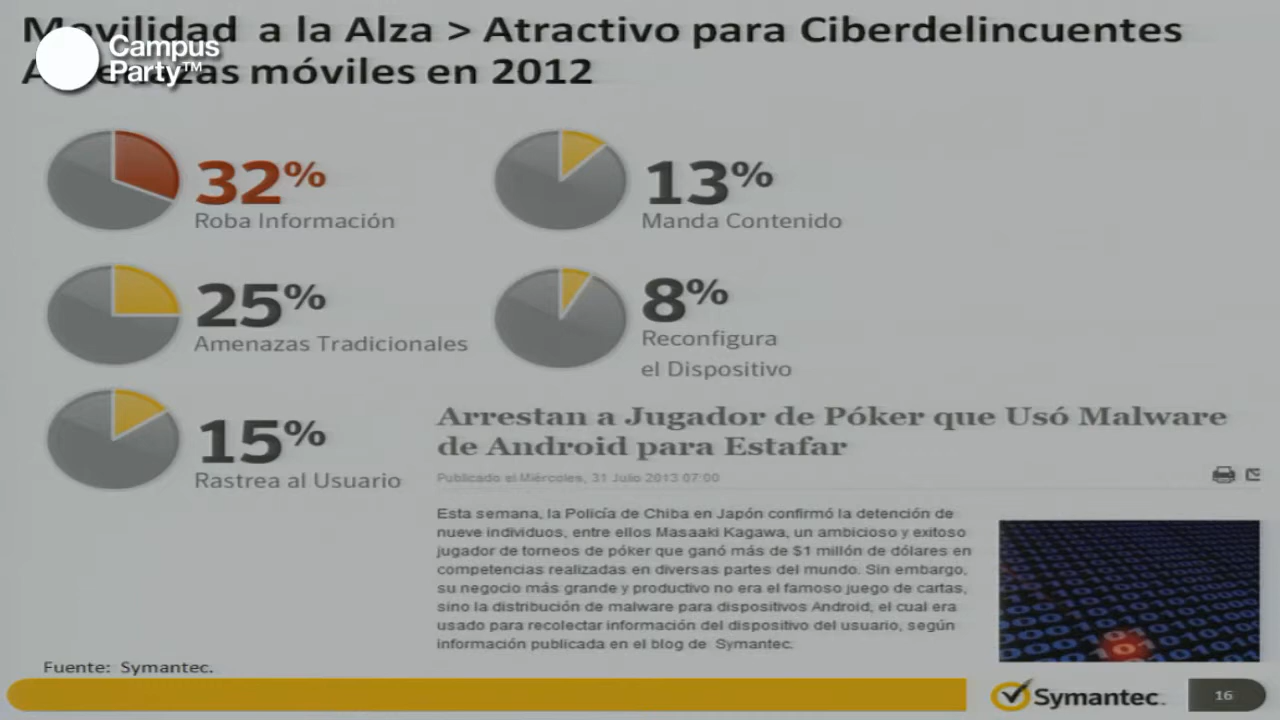 Movilidad a la Alza > Atractivo para Ciberdelincuentes
móviles en 2012
Campus
Party™
32%
Roba Información
13%
Manda Contenido
25%
Amenazas Tradicionales
8%
Reconfigura
el Dispositivo
15%
Rastrea al Usuario
Arrestan a Jugador de Póker que Usó Malware
de Android para Estafar
Publicado el Miércoles, 31 Julio 2013 07:00
Esta semana, la Policía de Chiba en Japón confirmó la detención de
nueve individuos, entre ellos Masaaki Kagawa, un ambicioso y exitoso
jugador de torneos de póker que ganó más de $1 millón de dólares en
competencias realizadas en diversas partes del mundo. Sin embargo,
su negocio más grande y productivo no era el famoso juego de cartas,
sino la distribución de malware para dispositivos Android, el cual era
usado para recolectar información del dispositivo del usuario, según
información publicada en el blog de Symantec.
Fuente: Symantec.
Symantec.
16